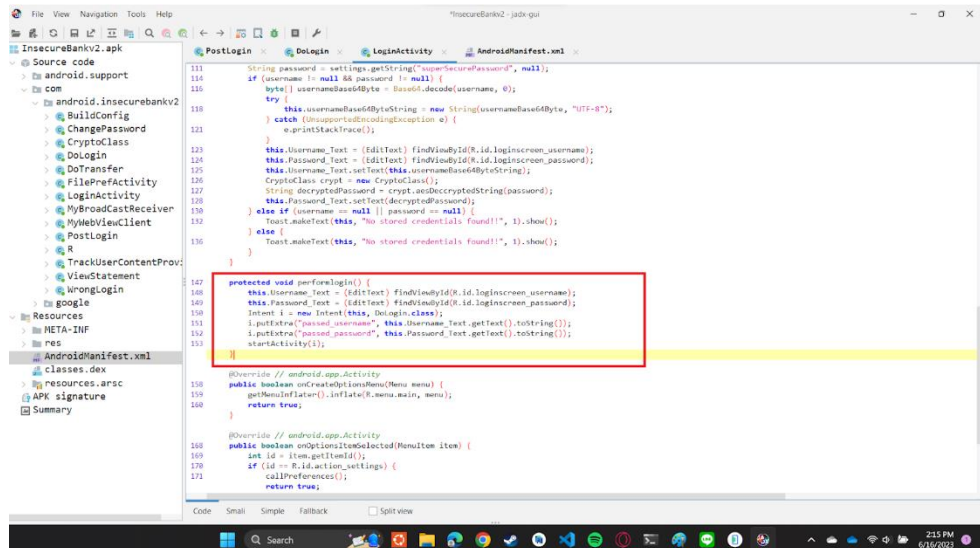 File View Navigation Tools Help
*InsecureBankv2 - jadx-gui
InsecureBankv2.apk
Source code
android.support
com
android.insecurebankv2
BuildConfig
ChangePassword
CryptoClass
DoLogin
DoTransfer
FilePrefActivity
LoginActivity
MyBroadCastReceiver
MyWebViewClient
PostLogin
R
TrackUserContentProv
ViewStatement
WrongLogin
google
Resources
META-INF
res
AndroidManifest.xml
classes.dex
resources.arsc
APK signature
Summary
PostLogin × DoLogin × LoginActivity × AndroidManifest.xml ×
111 String password = settings.getString("superSecurePassword", null);
114 if (username != null && password != null) {
116 byte[] usernameBase64Byte = Base64.decode(username, 0);
try {
118 this.usernameBase64ByteString = new String(usernameBase64Byte, "UTF-8");
} catch (UnsupportedEncodingException e) {
121 e.printStackTrace();
}
123 this.Username_Text = (EditText) findViewById(R.id.loginscreen_username);
124 this.Password_Text = (EditText) findViewById(R.id.loginscreen_password);
125 this.Username_Text.setText(this.usernameBase64ByteString);
126 CryptoClass crypt = new CryptoClass();
127 String decryptedPassword = crypt.aesDeccryptedString(password);
128 this.Password_Text.setText(decryptedPassword);
130 } else if (username == null || password == null) {
132 Toast.makeText(this, "No stored credentials found!!", 1).show();
} else {
136 Toast.makeText(this, "No stored credentials found!!", 1).show();
}
}
147 protected void performlogin() {
148 this.Username_Text = (EditText) findViewById(R.id.loginscreen_username);
149 this.Password_Text = (EditText) findViewById(R.id.loginscreen_password);
150 Intent i = new Intent(this, DoLogin.class);
151 i.putExtra("passed_username", this.Username_Text.getText().toString());
152 i.putExtra("passed_password", this.Password_Text.getText().toString());
153 startActivity(i);
}
@Override // android.app.Activity
158 public boolean onCreateOptionsMenu(Menu menu) {
159 getMenuInflater().inflate(R.menu.main, menu);
160 return true;
}
@Override // android.app.Activity
168 public boolean onOptionsItemSelected(MenuItem item) {
169 int id = item.getItemId();
170 if (id == R.id.action_settings) {
171 callPreferences();
return true;
Code Smali Simple Fallback Split view
Search
2:15 PM
6/16/2023